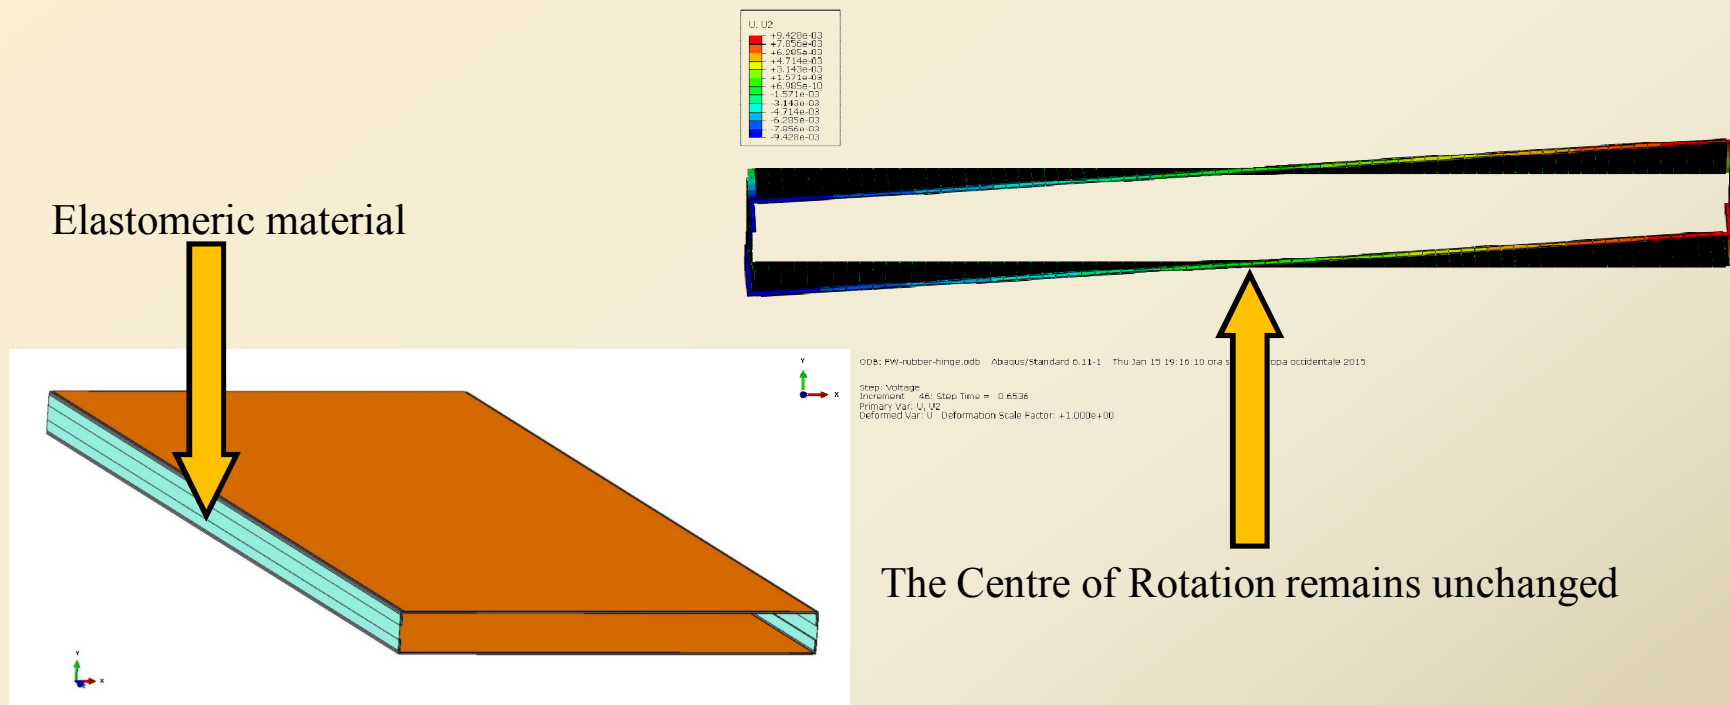 U, U2
+9.428e-03
+7.856e-03
+6.285e-03
+4.714e-03
+3.143e-03
+1.571e-03
+6.985e-10
-1.571e-03
-3.143e-03
-4.714e-03
-6.285e-03
-7.856e-03
-9.428e-03
Elastomeric material
Y
X
ODB: FW-rubber-hinge.odb Abaqus/Standard 6.11-1 Thu Jan 15 19:16:10 ora occidentale 2015
Step: Voltage
Increment 46: Step Time = 0.6536
Primary Var: U, U2
Deformed Var: U Deformation Scale Factor: +1.000e+00
The Centre of Rotation remains unchanged
Y
X